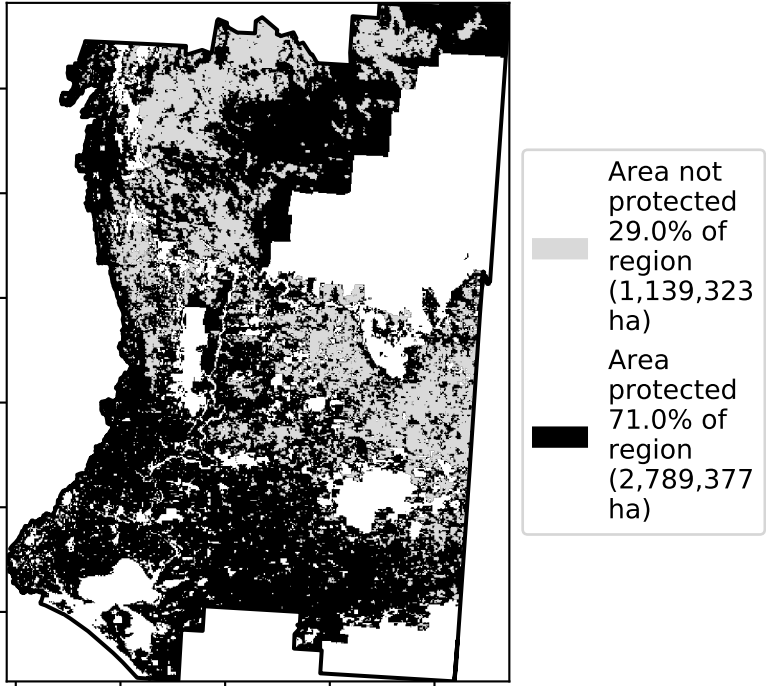 Area not
protected
29.0% of
region
(1,139,323
ha)
Area
protected
71.0% of
region
(2,789,377
ha)